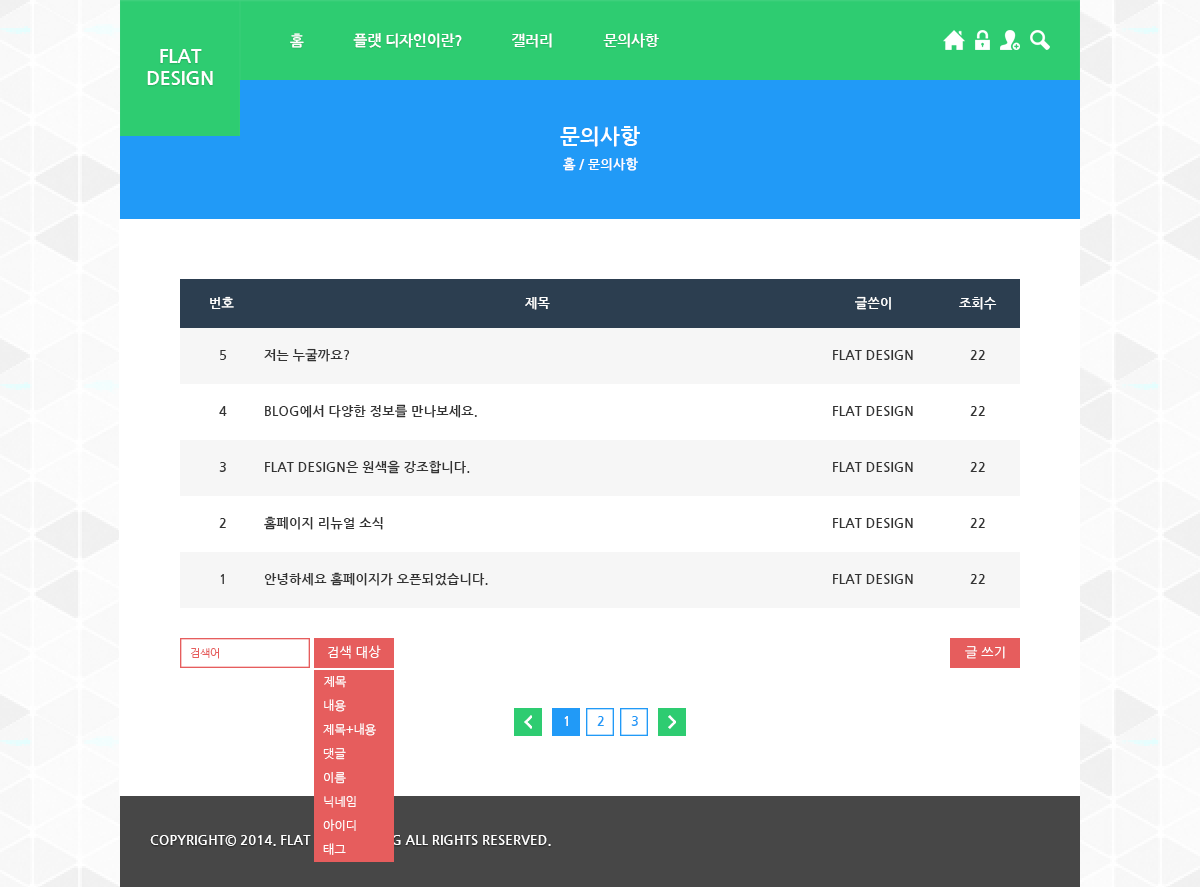 FLAT
DESIGN
홈 플랫 디자인이란? 갤러리 문의사항
문의사항
홈 / 문의사항
번호 제목 글쓴이 조회수
5 저는 누굴까요? FLAT DESIGN 22
4 BLOG에서 다양한 정보를 만나보세요. FLAT DESIGN 22
3 FLAT DESIGN은 원색을 강조합니다. FLAT DESIGN 22
2 홈페이지 리뉴얼 소식 FLAT DESIGN 22
1 안녕하세요 홈페이지가 오픈되었습니다. FLAT DESIGN 22
검색어 검색 대상 글 쓰기
제목
내용
제목+내용
댓글
이름
닉네임
아이디
태그
1 2 3
COPYRIGHT© 2014. FLAT G ALL RIGHTS RESERVED.